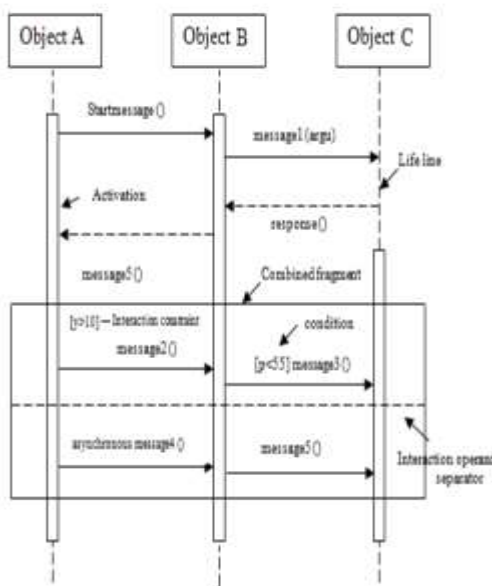 Object A
Object B
Object C
Startmessage ()
message1 (argu)
Life line
Activation
response ()
message5 ()
Combined fragment
[y>10] — Interaction constraint
condition
message2 ()
[p<55] message3 ()
asynchronous message4 ()
message5 ()
Interaction operand
separator